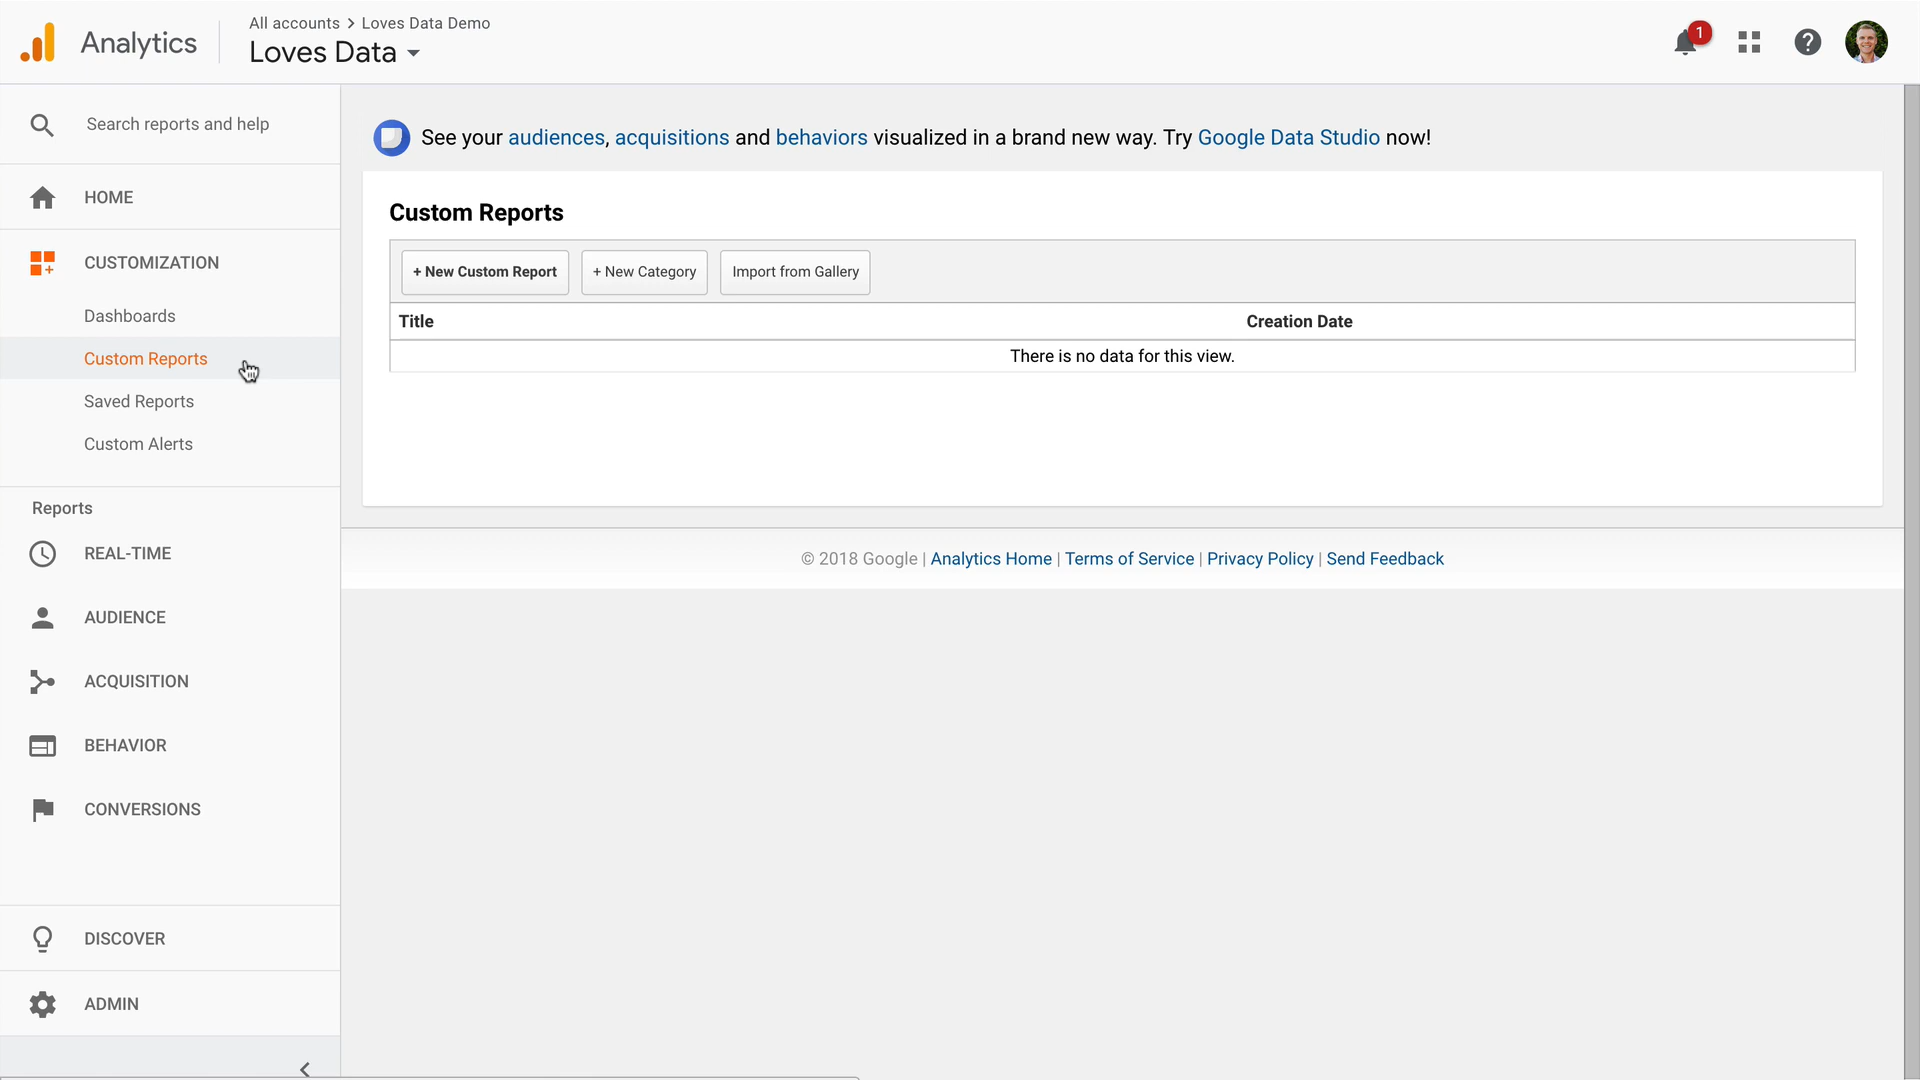 Analytics
All accounts > Loves Data Demo
Loves Data
1
Search reports and help
HOME
CUSTOMIZATION
Dashboards
Custom Reports
Saved Reports
Custom Alerts
Reports
REAL-TIME
AUDIENCE
ACQUISITION
BEHAVIOR
CONVERSIONS
DISCOVER
ADMIN
See your audiences, acquisitions and behaviors visualized in a brand new way. Try Google Data Studio now!
Custom Reports
+ New Custom Report
+ New Category
Import from Gallery
Title
Creation Date
There is no data for this view.
© 2018 Google | Analytics Home | Terms of Service | Privacy Policy | Send Feedback